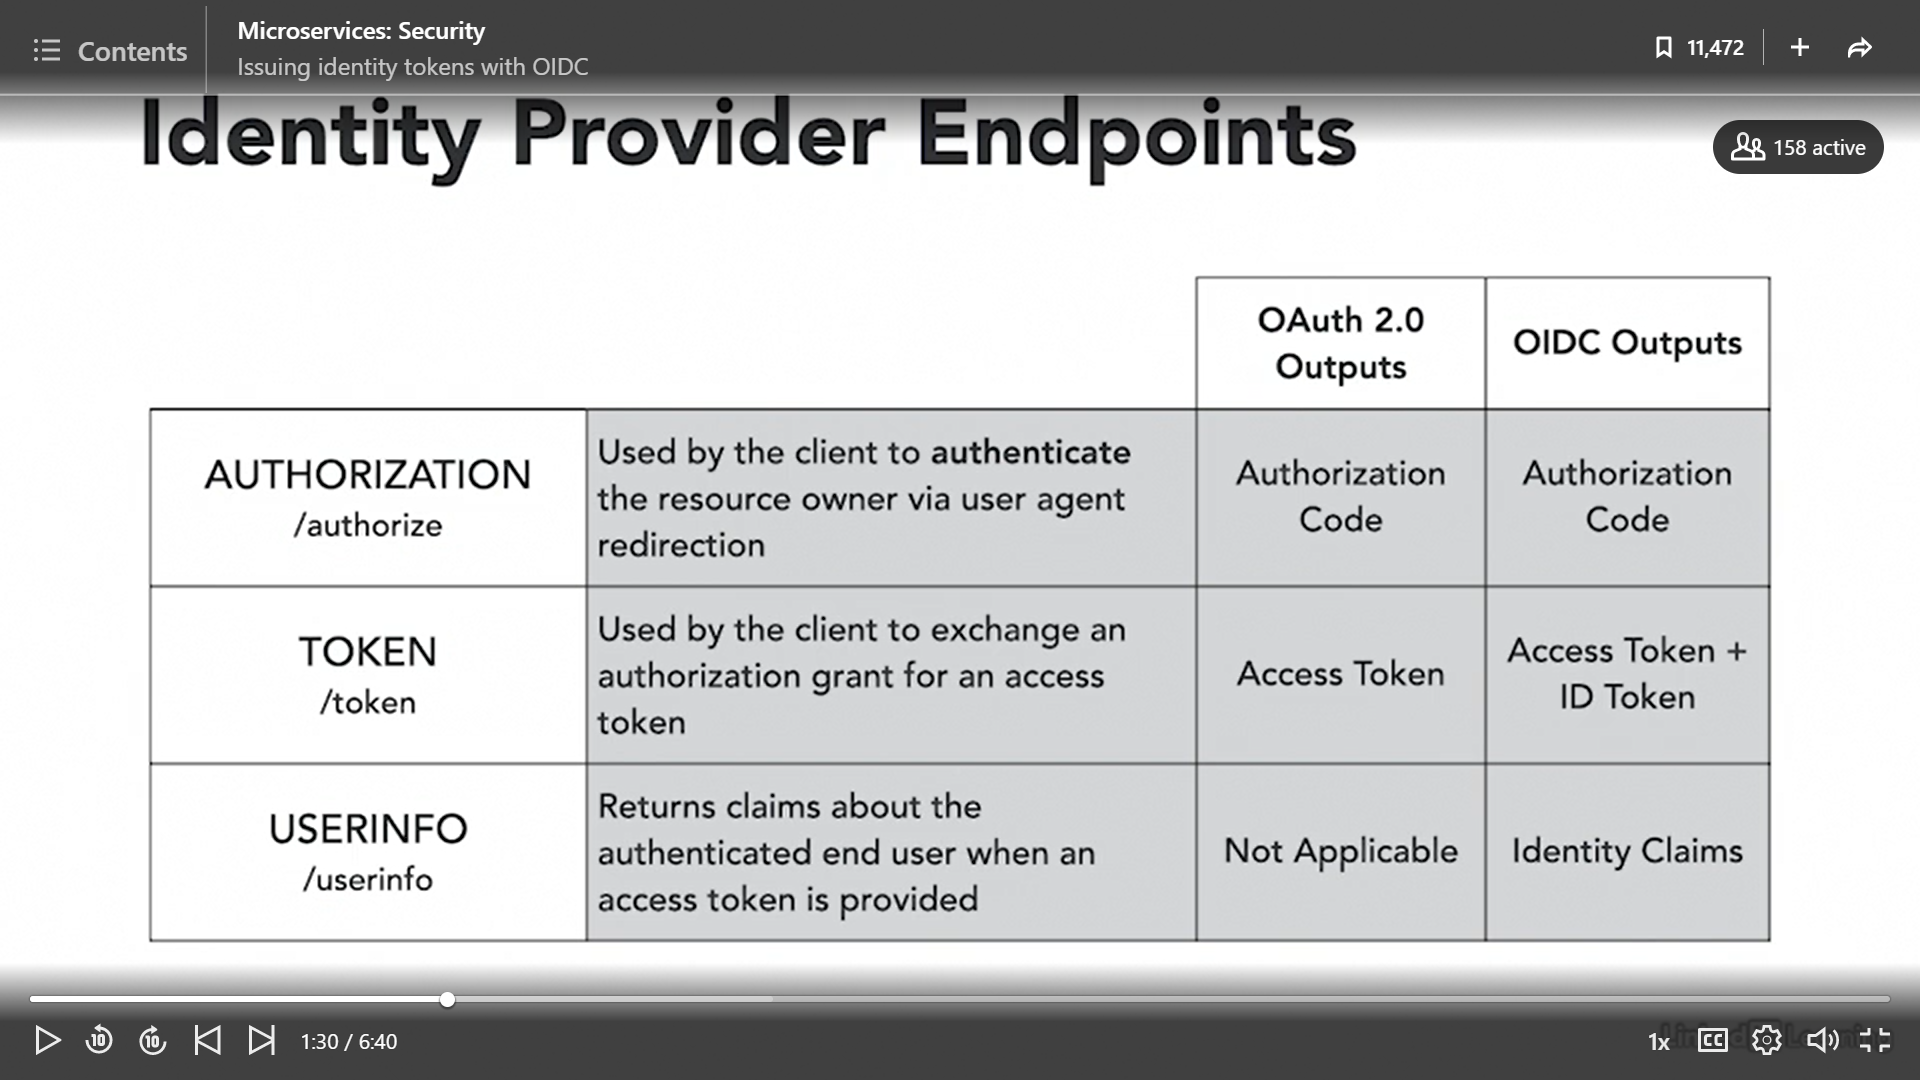 Contents
Microservices: Security
Issuing identity tokens with OIDC
11,472
Identity Provider Endpoints
158 active
OAuth 2.0
Outputs
OIDC Outputs
AUTHORIZATION
/authorize
Used by the client to authenticate
the resource owner via user agent
redirection
Authorization
Code
Authorization
Code
TOKEN
/token
Used by the client to exchange an
authorization grant for an access
token
Access Token
Access Token +
ID Token
USERINFO
/userinfo
Returns claims about the
authenticated end user when an
access token is provided
Not Applicable
Identity Claims
10
10
1:30 / 6:40
1x
CC